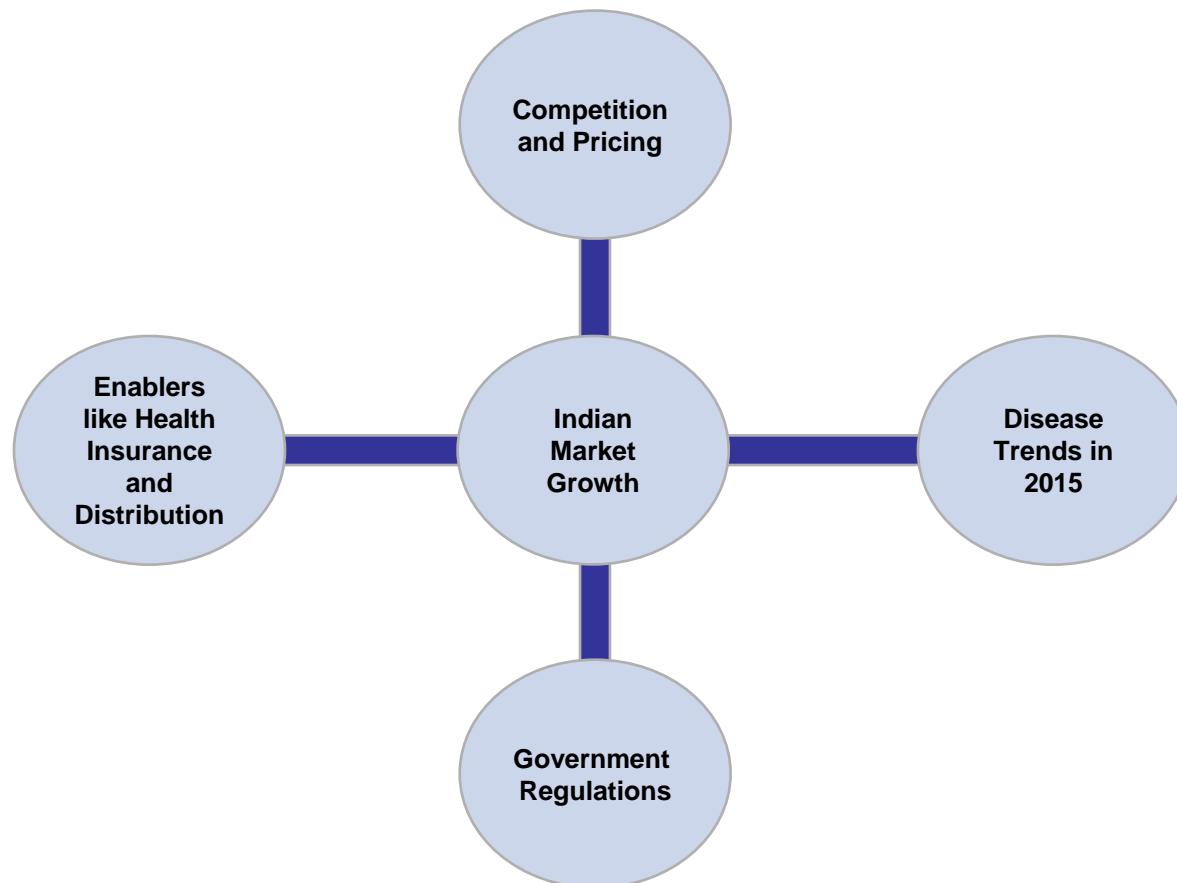 Competition
and Pricing
Enablers
like Health
Insurance
and
Distribution
Indian
Market
Growth
Disease
Trends in
2015
Government
Regulations